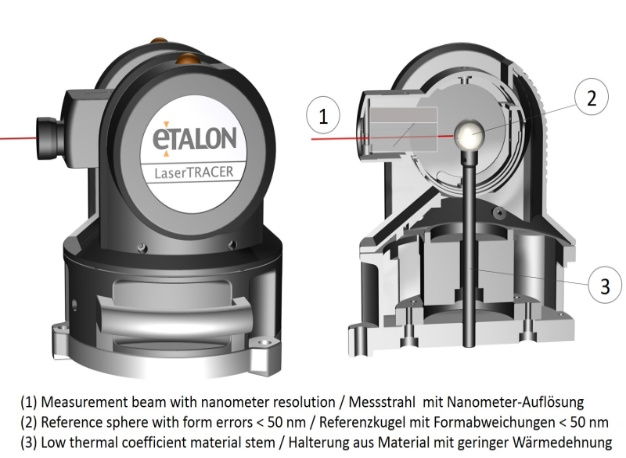 eTALON
LaserTRACER
1
2
3
(1) Measurement beam with nanometer resolution / Messstrahl mit Nanometer-Auflösung
(2) Reference sphere with form errors < 50 nm / Referenzkugel mit Formabweichungen < 50 nm
(3) Low thermal coefficient material stem / Halterung aus Material mit geringer Wärmedehnung